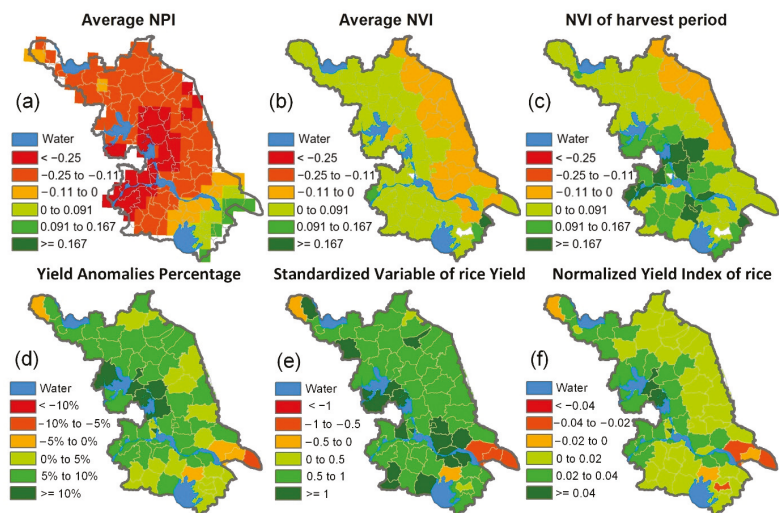 Average NPI
Average NVI
NVI of harvest period
(a)
Water
< −0.25
−0.25 to −0.11
−0.11 to 0
0 to 0.091
0.091 to 0.167
>= 0.167
(b)
Water
< −0.25
−0.25 to −0.11
−0.11 to 0
0 to 0.091
0.091 to 0.167
>= 0.167
(c)
Water
< −0.25
−0.25 to −0.11
−0.11 to 0
0 to 0.091
0.091 to 0.167
>= 0.167
Yield Anomalies Percentage
Standardized Variable of rice Yield
Normalized Yield Index of rice
(d)
Water
< −10%
−10% to −5%
−5% to 0%
0% to 5%
5% to 10%
>= 10%
(e)
Water
< −1
−1 to −0.5
−0.5 to 0
0 to 0.5
0.5 to 1
>= 1
(f)
Water
< −0.04
−0.04 to −0.02
−0.02 to 0
0 to 0.02
0.02 to 0.04
>= 0.04